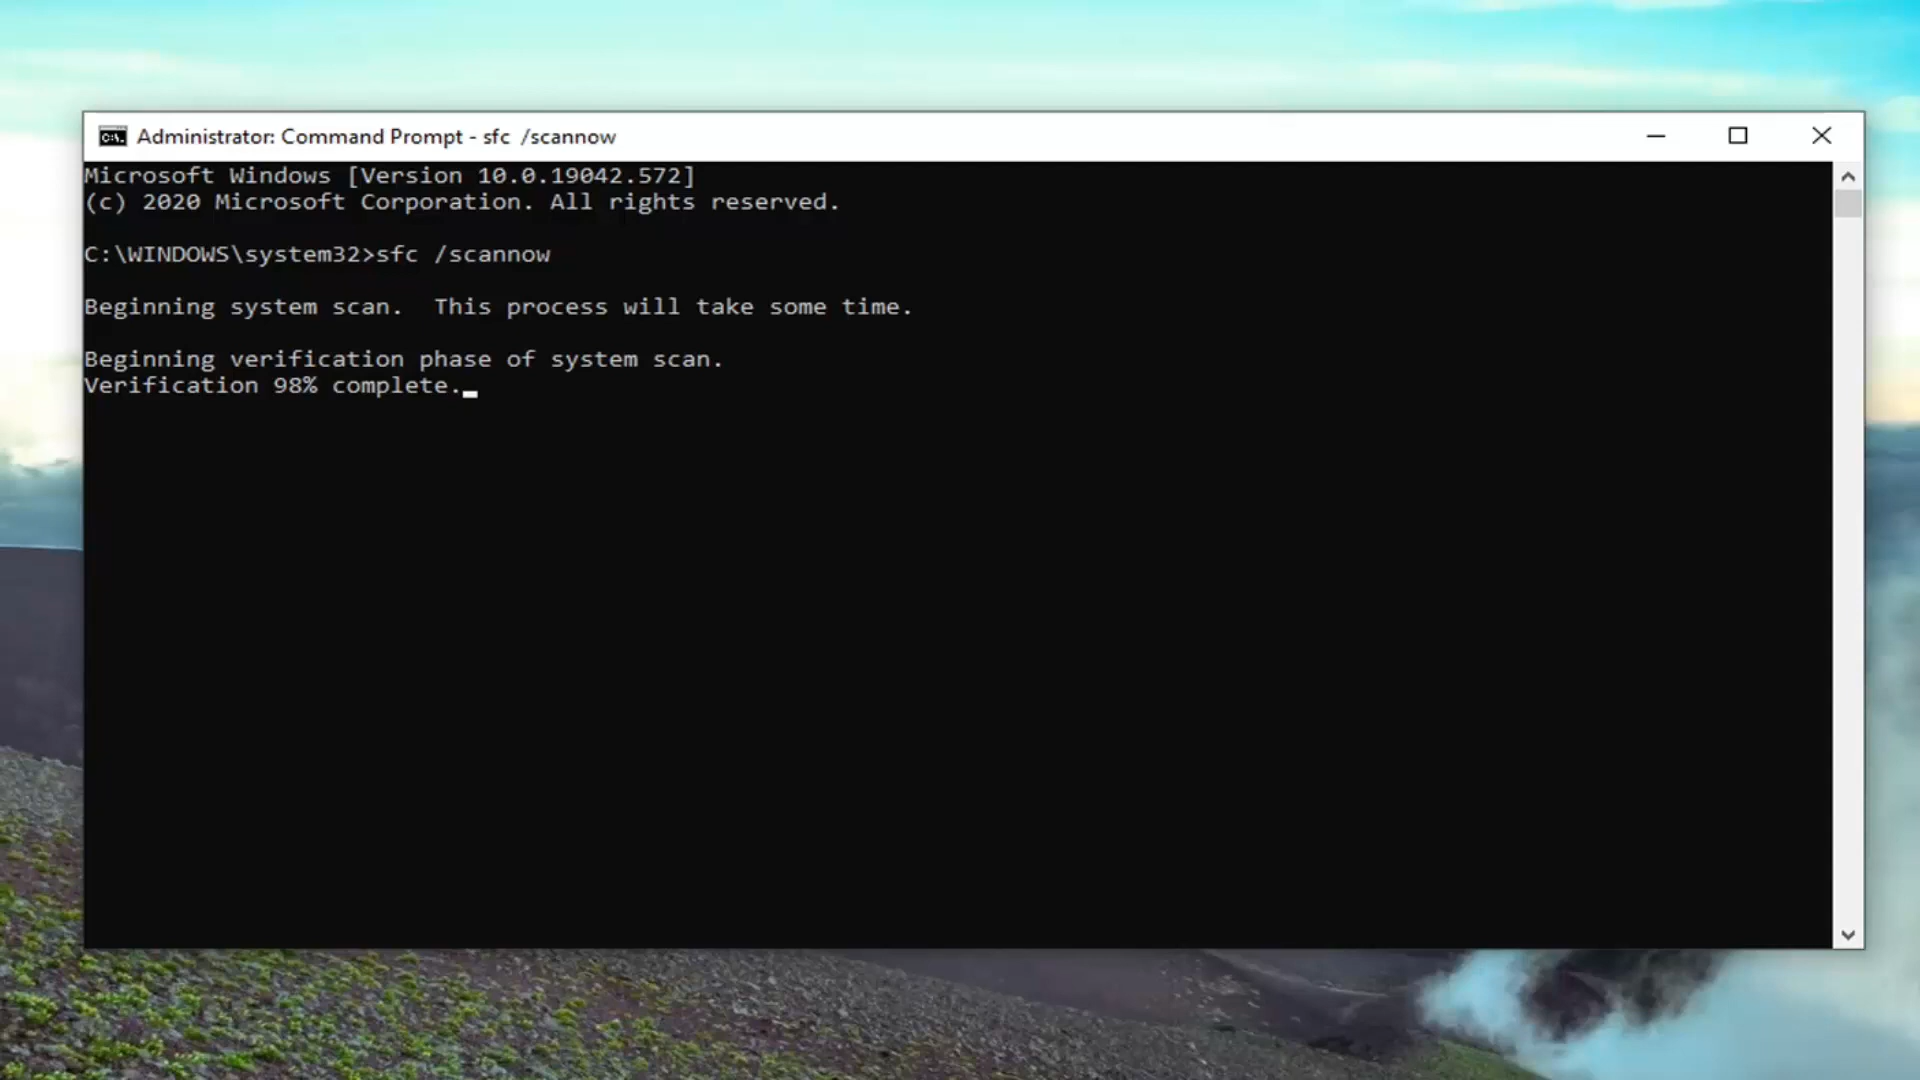 Administrator: Command Prompt - sfc  /scannow
Microsoft Windows [Version 10.0.19042.572]
(c) 2020 Microsoft Corporation. All rights reserved.
C:\WINDOWS\system32>sfc /scannow
Beginning system scan.  This process will take some time.
Beginning verification phase of system scan.
Verification 98% complete.